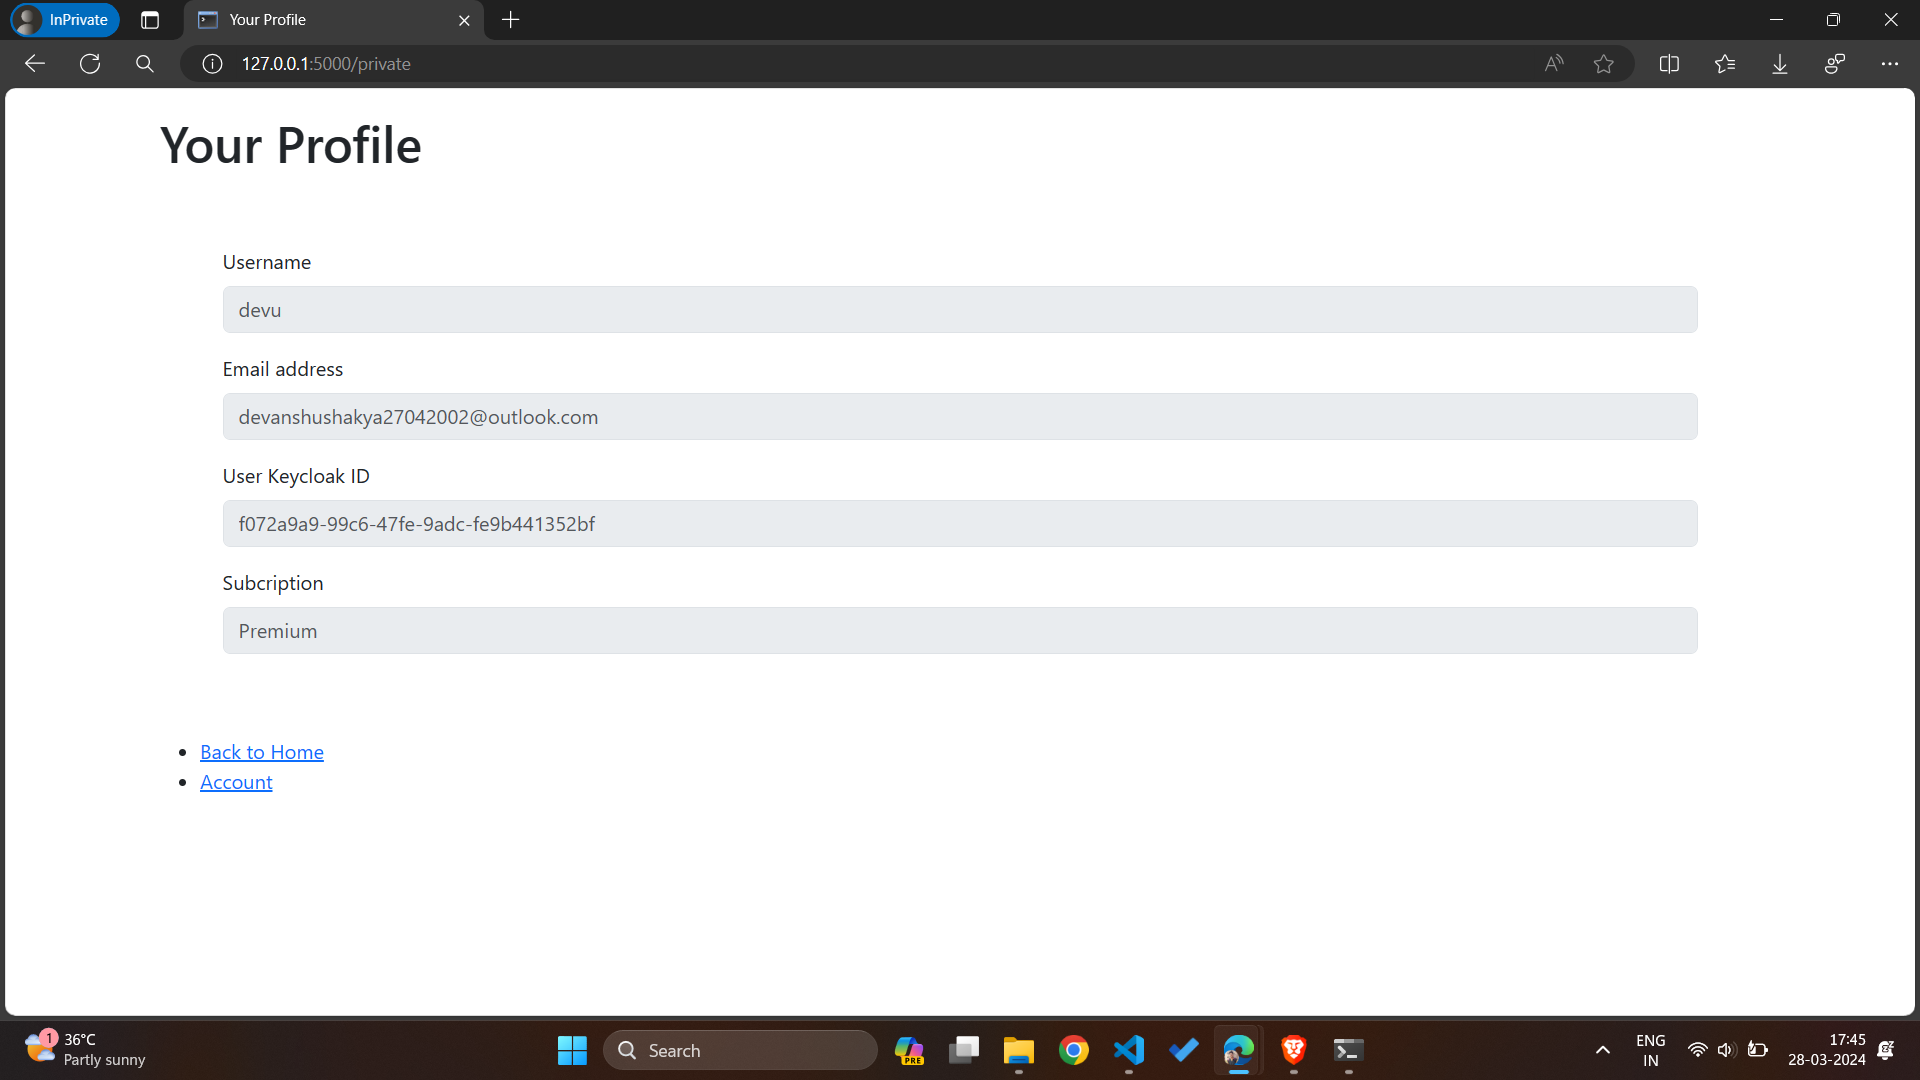 InPrivate
Your Profile
127.0.0.1:5000/private
Your Profile
Username
devu
Email address
devanshushakya27042002@outlook.com
User Keycloak ID
f072a9a9-99c6-47fe-9adc-fe9b441352bf
Subcription
Premium
Back to Home
Account
1
36°C
Partly sunny
Search
PRE
ENG
IN
17:45
28-03-2024